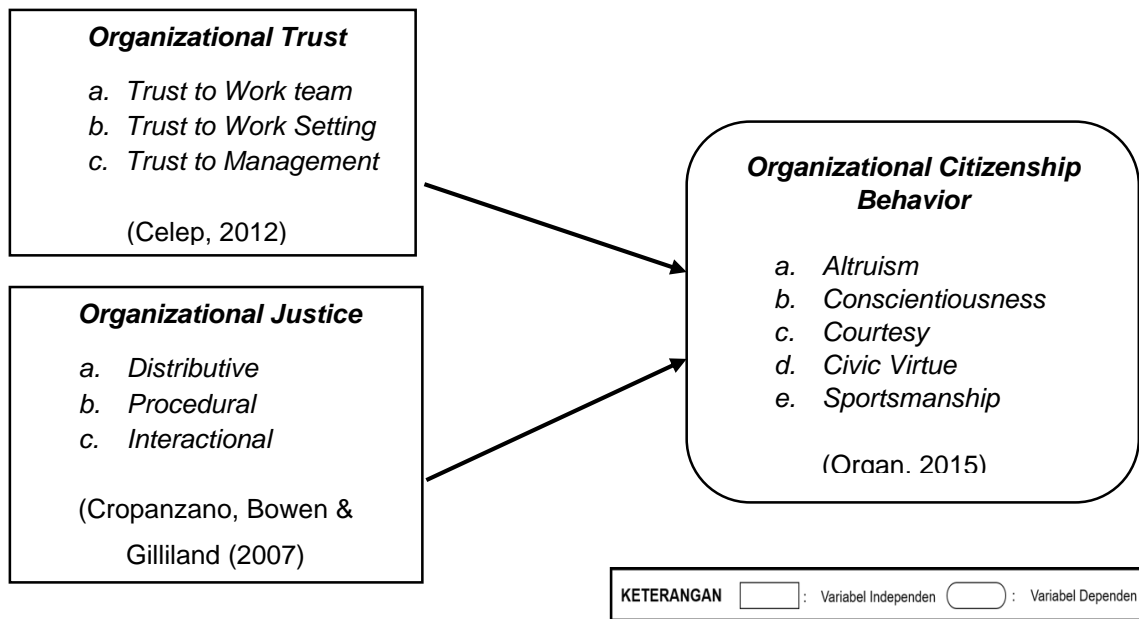 Organizational Trust
a. Trust to Work team
b. Trust to Work Setting
c. Trust to Management
(Celep, 2012)
Organizational Justice
a. Distributive
b. Procedural
c. Interactional
(Cropanzano, Bowen &
Gilliland (2007)
Organizational Citizenship
Behavior
a. Altruism
b. Conscientiousness
c. Courtesy
d. Civic Virtue
e. Sportsmanship
(Organ, 2015)
KETERANGAN : Variabel Independen : Variabel Dependen